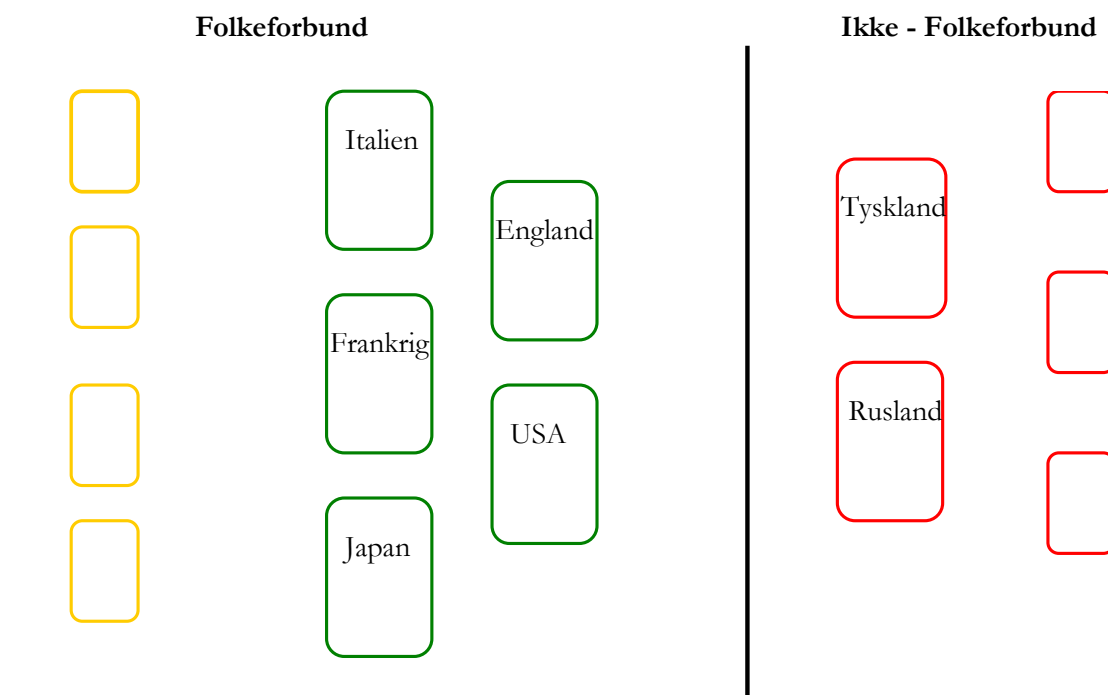 Folkeforbund
Ikke - Folkeforbund
Italien
England
Tyskland
Frankrig
USA
Rusland
Japan